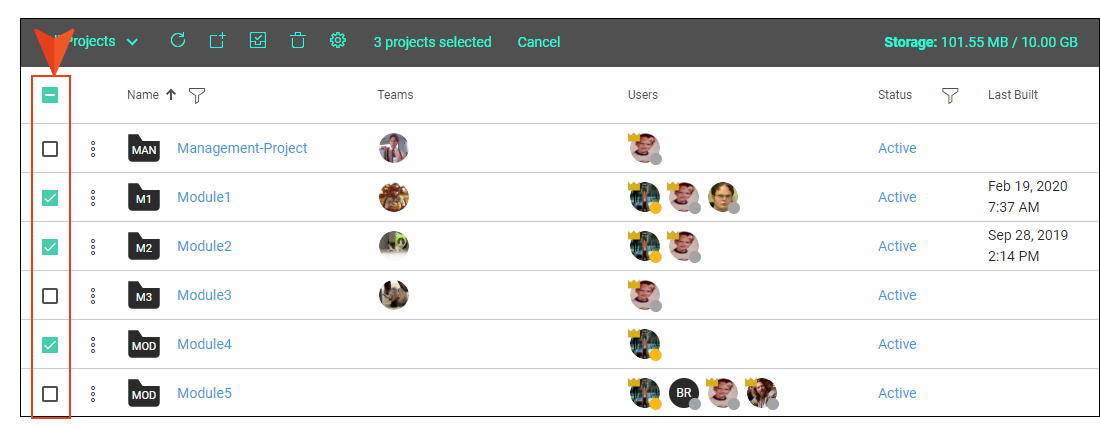 Projects
3 projects selected
Cancel
Storage: 101.55 MB / 10.00 GB
Name
Teams
Users
Status
Last Built
MAN
Management-Project
Active
M1
Module1
Active
Feb 19, 2020
7:37 AM
M2
Module2
Active
Sep 28, 2019
2:14 PM
M3
Module3
Active
MOD
Module4
Active
MOD
Module5
BR
Active